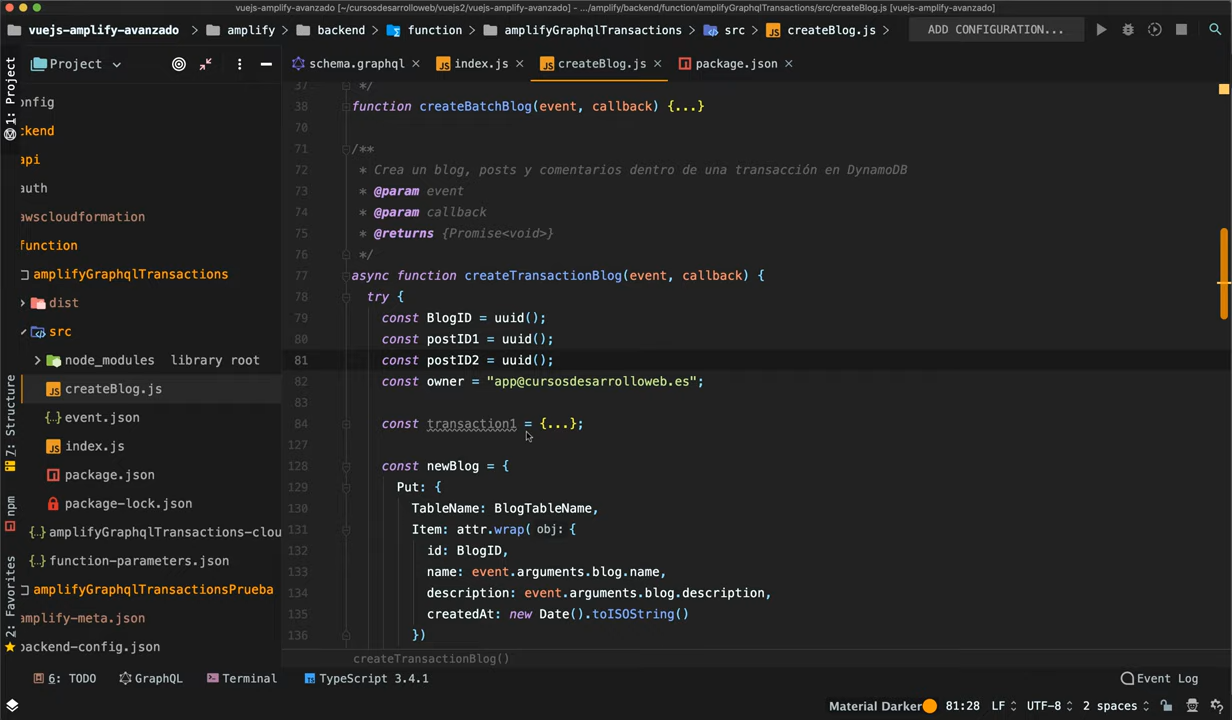 vuejs-amplify-avanzado [~/cursosdesarrolloweb/vuejs2/vuejs-amplify-avanzado] - .../amplify/backend/function/amplifyGraphqlTransactions/src/createBlog.js [vuejs-amplify-avanzado]
vuejs-amplify-avanzado amplify backend function amplifyGraphqlTransactions src createBlog.js ADD CONFIGURATION...
Project schema.graphql index.js createBlog.js package.json
1: Project
onfig
ckend
api
auth
awscloudformation
function
amplifyGraphqlTransactions
dist
src
node_modules library root
createBlog.js
event.json
index.js
package.json
package-lock.json
amplifyGraphqlTransactions-clou
function-parameters.json
amplifyGraphqlTransactionsPrueba
amplify-meta.json
backend-config.json
7: Structure
npm
2: Favorites
37 */
38 function createBatchBlog(event, callback) {...}
70
71 /**
72 * Crea un blog, posts y comentarios dentro de una transacción en DynamoDB
73 * @param event
74 * @param callback
75 * @returns {Promise<void>}
76 */
77 async function createTransactionBlog(event, callback) {
78 try {
79 const BlogID = uuid();
80 const postID1 = uuid();
81 const postID2 = uuid();
82 const owner = "app@cursosdesarrolloweb.es";
83
84 const transaction1 = {...};
127
128 const newBlog = {
129 Put: {
130 TableName: BlogTableName,
131 Item: attr.wrap( obj: {
132 id: BlogID,
133 name: event.arguments.blog.name,
134 description: event.arguments.blog.description,
135 createdAt: new Date().toISOString()
136 })
createTransactionBlog()
6: TODO GraphQL Terminal TypeScript 3.4.1 Event Log
Material Darker 81:28 LF UTF-8 2 spaces